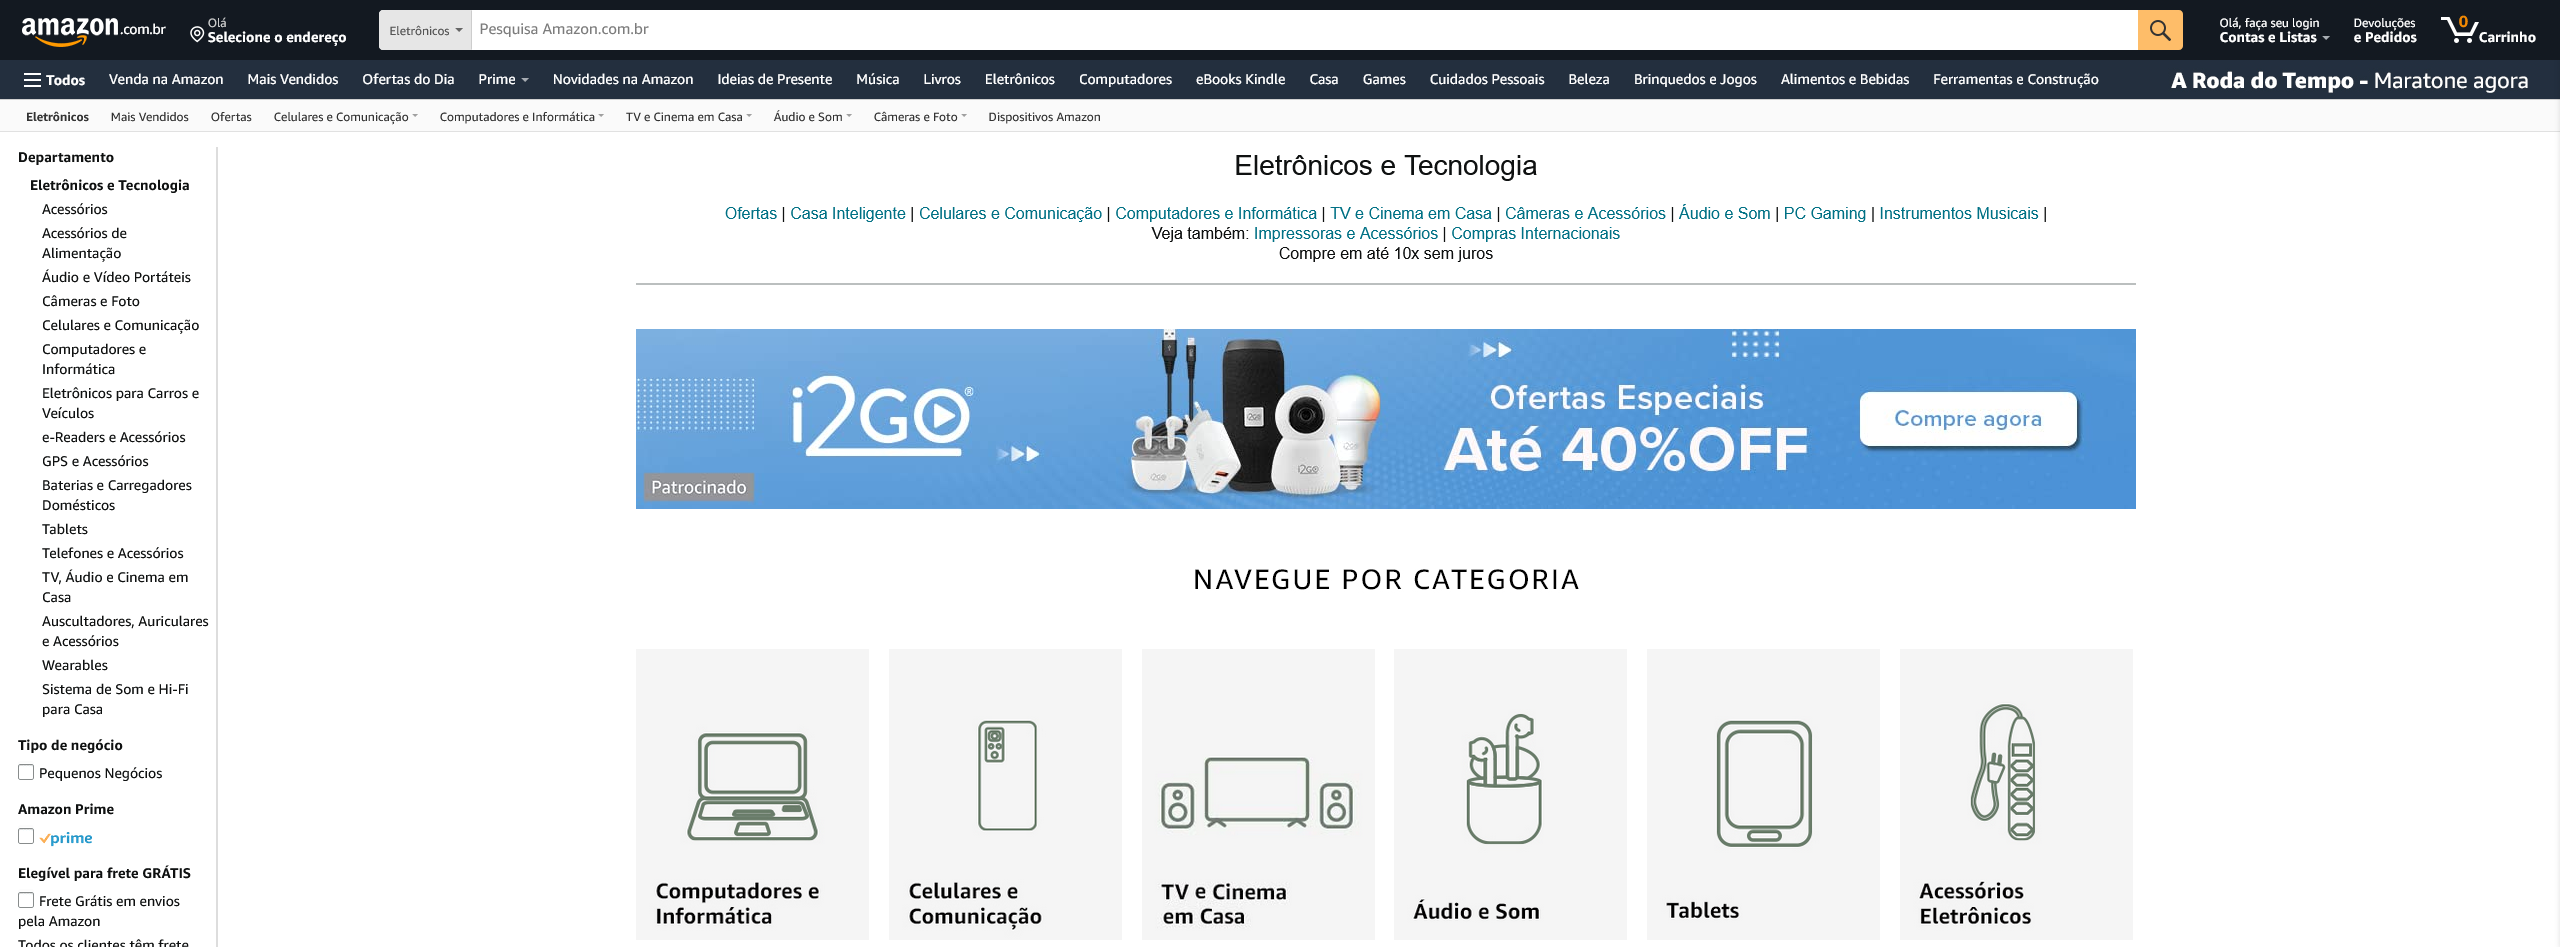 amazon.com.br
Olá
Selecione o endereço
Eletrônicos
Pesquisa Amazon.com.br
Olá, faça seu login
Contas e Listas
Devoluções
e Pedidos
0
Carrinho
Todos Venda na Amazon Mais Vendidos Ofertas do Dia Prime Novidades na Amazon Ideias de Presente Música Livros Eletrônicos Computadores eBooks Kindle Casa Games Cuidados Pessoais Beleza Brinquedos e Jogos Alimentos e Bebidas Ferramentas e Construção A Roda do Tempo - Maratone agora
Eletrônicos Mais Vendidos Ofertas Celulares e Comunicação Computadores e Informática TV e Cinema em Casa Áudio e Som Câmeras e Foto Dispositivos Amazon
Departamento
Eletrônicos e Tecnologia
Acessórios
Acessórios de
Alimentação
Áudio e Vídeo Portáteis
Câmeras e Foto
Celulares e Comunicação
Computadores e
Informática
Eletrônicos para Carros e
Veículos
e-Readers e Acessórios
GPS e Acessórios
Baterias e Carregadores
Domésticos
Tablets
Telefones e Acessórios
TV, Áudio e Cinema em
Casa
Auscultadores, Auriculares
e Acessórios
Wearables
Sistema de Som e Hi-Fi
para Casa
Tipo de negócio
Pequenos Negócios
Amazon Prime
prime
Elegível para frete GRÁTIS
Frete Grátis em envios
pela Amazon
Todos os clientes têm frete
Eletrônicos e Tecnologia
Ofertas | Casa Inteligente | Celulares e Comunicação | Computadores e Informática | TV e Cinema em Casa | Câmeras e Acessórios | Áudio e Som | PC Gaming | Instrumentos Musicais |
Veja também: Impressoras e Acessórios | Compras Internacionais
Compre em até 10x sem juros
i2GO®
Patrocinado
i2GO
i2GO
i2GO
i2GO
Ofertas Especiais
Até 40%OFF
Compre agora
NAVEGUE POR CATEGORIA
Computadores e
Informática
Celulares e
Comunicação
TV e Cinema
em Casa
Áudio e Som
Tablets
Acessórios
Eletrônicos